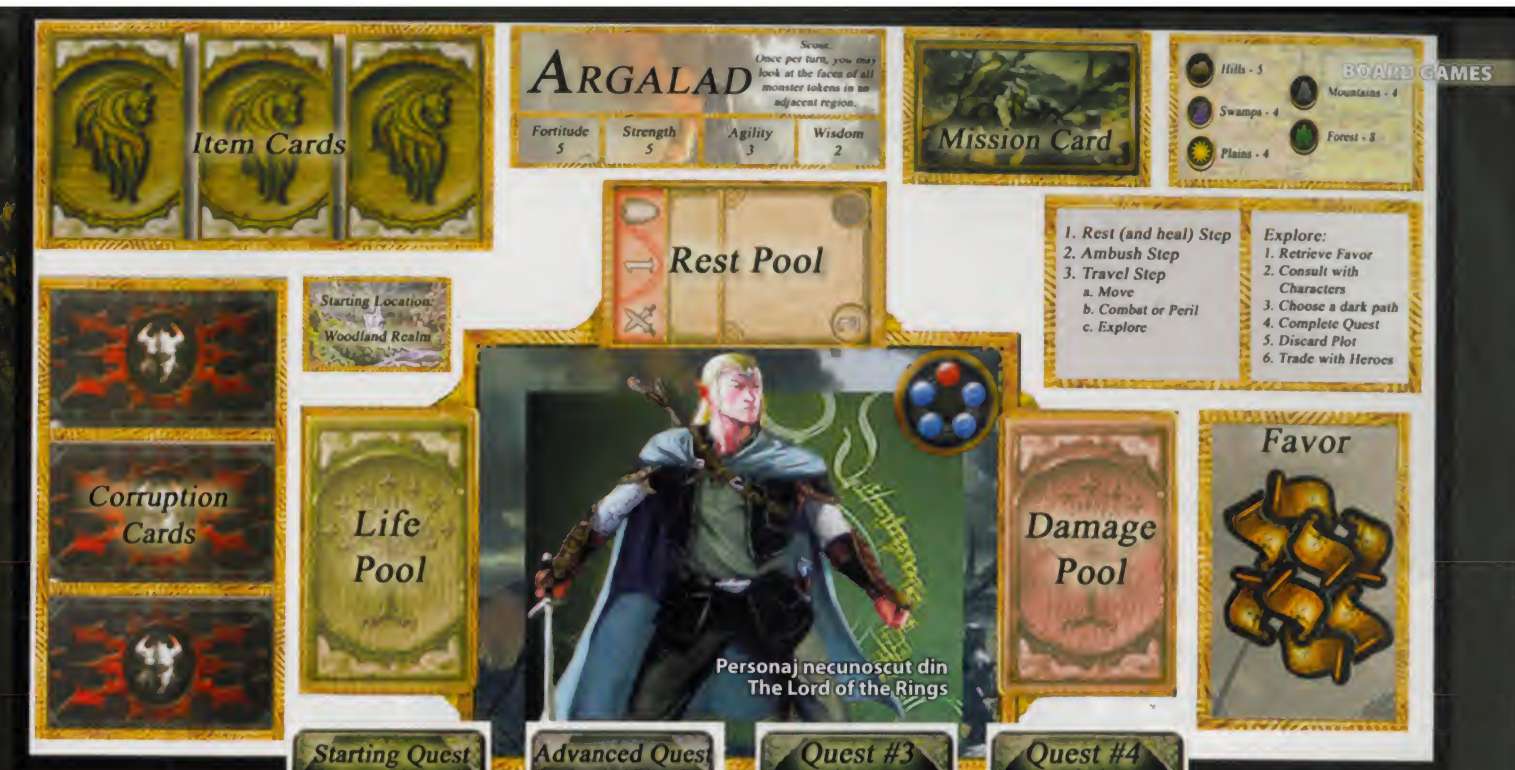 BOARD GAMES
Item Cards
ARGALAD
Scout.
Once per turn, you may
look at the faces of all
monster tokens in an
adjacent region.
Fortitude
5
Strength
5
Agility
3
Wisdom
2
Mission Card
Hills - 5
Swamps - 4
Plains - 4
Mountains - 4
Forest - 8
1
Rest Pool
1. Rest (and heal) Step
2. Ambush Step
3. Travel Step
a. Move
b. Combat or Peril
c. Explore
Explore:
1. Retrieve Favor
2. Consult with
Characters
3. Choose a dark path
4. Complete Quest
5. Discard Plot
6. Trade with Heroes
Starting Location:
Woodland Realm
Corruption
Cards
Life
Pool
Damage
Pool
Favor
Personaj necunoscut din
The Lord of the Rings
Starting Quest
Advanced Quest
Quest #3
Quest #4